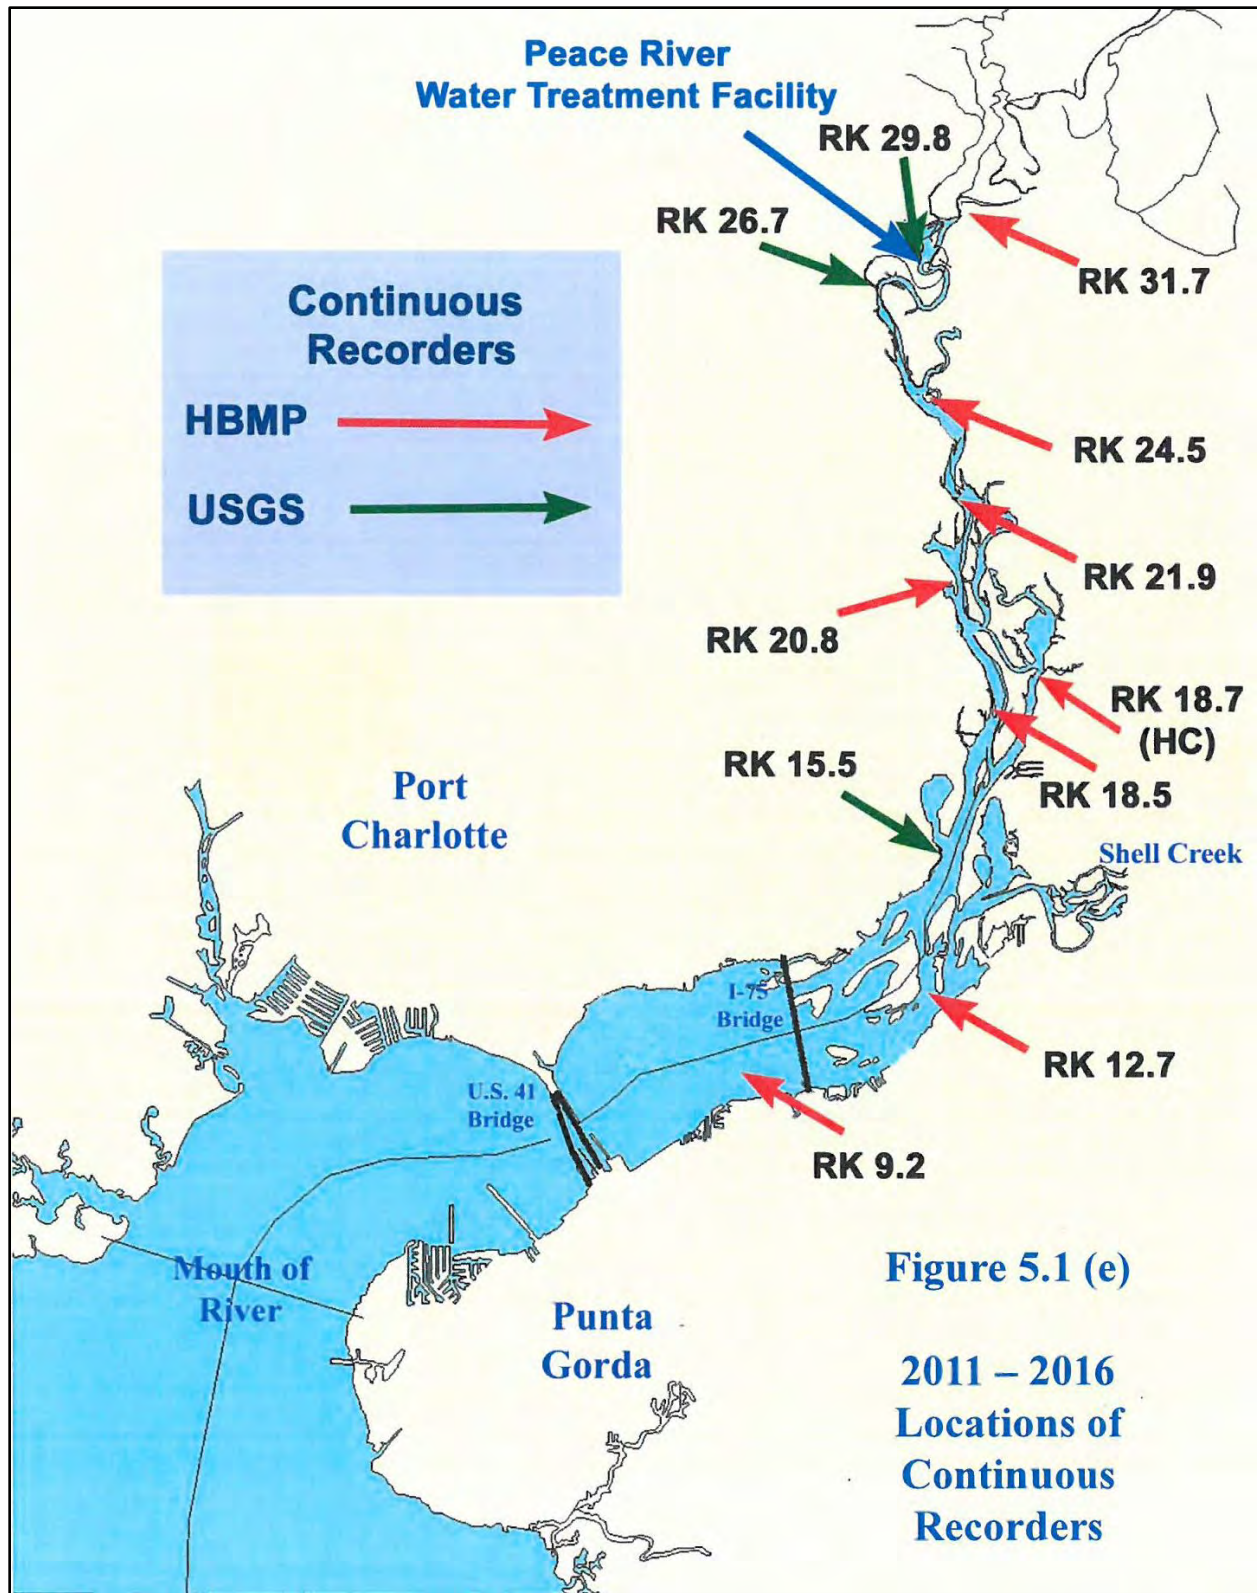 Peace River
Water Treatment Facility
RK 29.8
RK 26.7
RK 31.7
Continuous
Recorders
HBMP
USGS
RK 24.5
RK 21.9
RK 20.8
RK 18.7
(HC)
RK 18.5
RK 15.5
Port
Charlotte
Shell Creek
I-75
Bridge
RK 12.7
U.S. 41
Bridge
RK 9.2
Mouth of
River
Punta
Gorda
Figure 5.1 (e)
2011 – 2016
Locations of
Continuous
Recorders